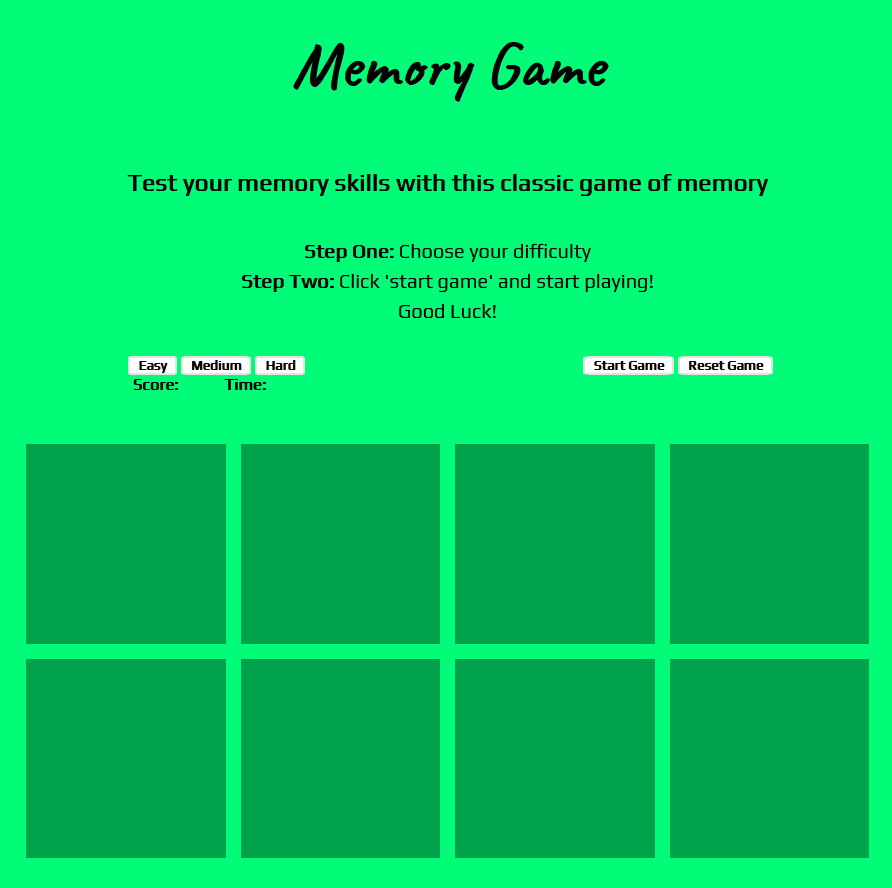 Memory Game
Test your memory skills with this classic game of memory
Step One: Choose your difficulty
Step Two: Click 'start game' and start playing!
Good Luck!
Easy Medium Hard Start Game Reset Game
Score: Time: